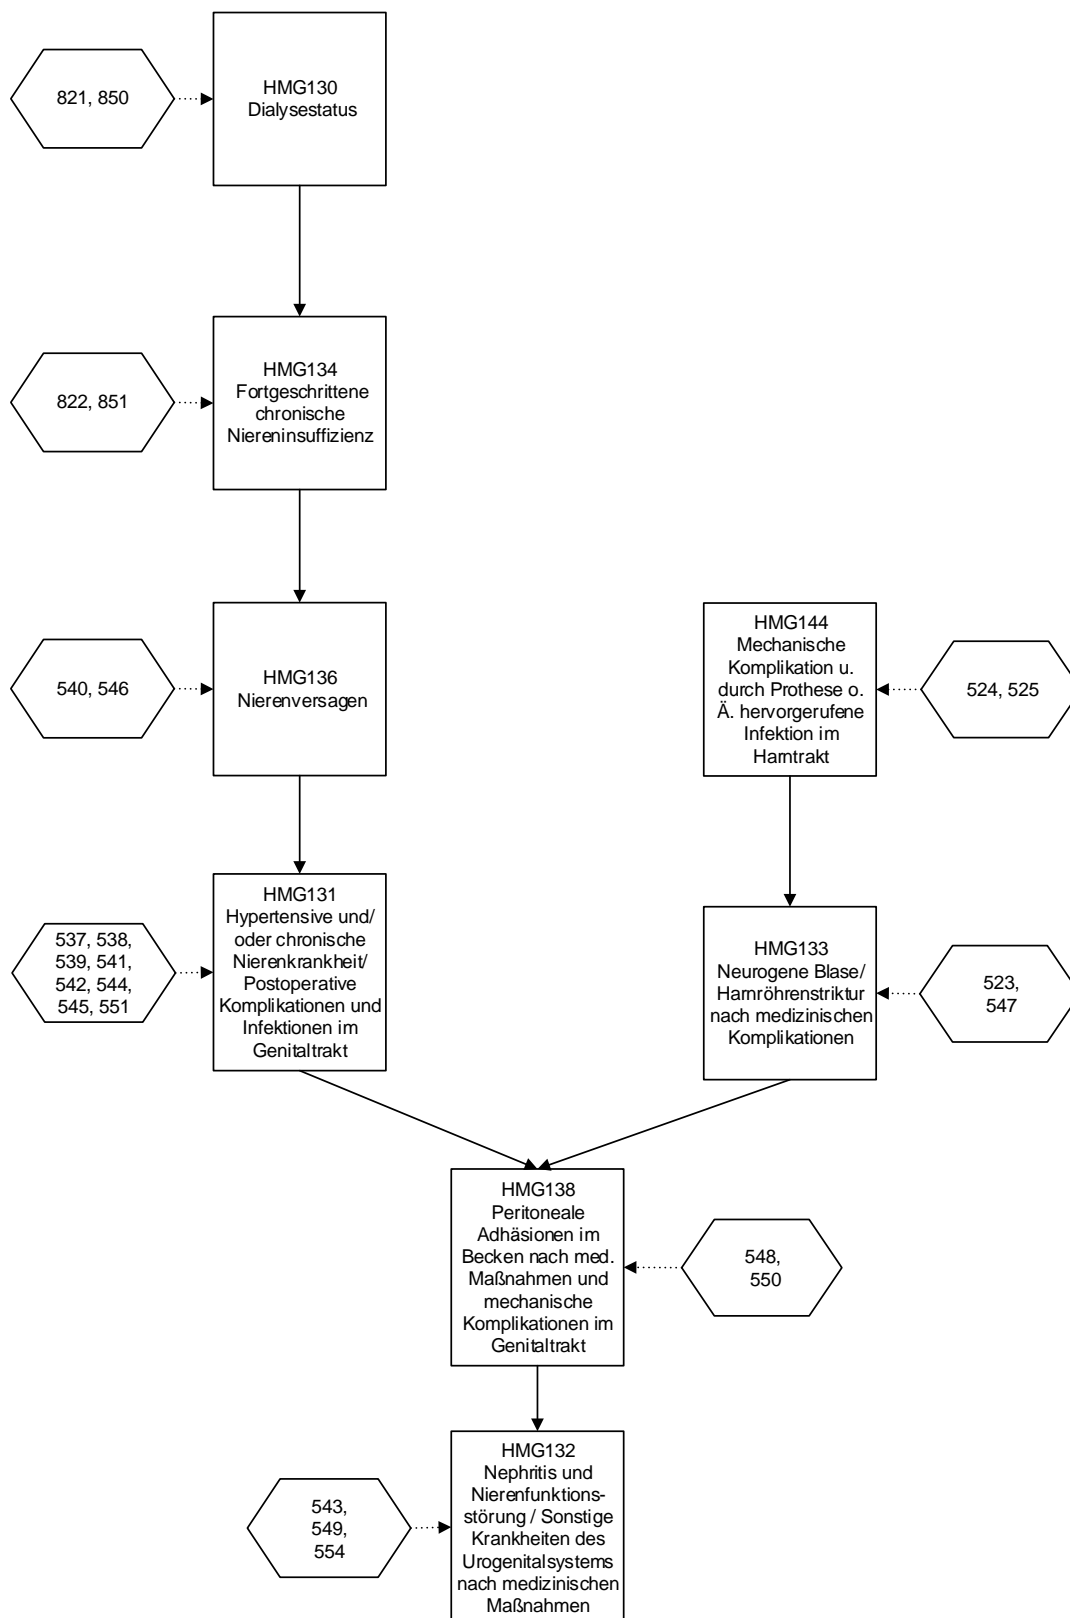 821, 850
HMG130
Dialysestatus
822, 851
HMG134
Fortgeschrittene
chronische
Niereninsuffizienz
540, 546
HMG136
Nierenversagen
HMG144
Mechanische
Komplikation u.
durch Prothese o.
Ä. hervorgerufene
Infektion im
Harntrakt
524, 525
537, 538,
539, 541,
542, 544,
545, 551
HMG131
Hypertensive und/
oder chronische
Nierenkrankheit/
Postoperative
Komplikationen und
Infektionen im
Genitaltrakt
HMG133
Neurogene Blase/
Harnröhrenstriktur
nach medizinischen
Komplikationen
523,
547
HMG138
Peritoneale
Adhäsionen im
Becken nach med.
Maßnahmen und
mechanische
Komplikationen im
Genitaltrakt
548,
550
543,
549,
554
HMG132
Nephritis und
Nierenfunktions-
störung / Sonstige
Krankheiten des
Urogenitalsystems
nach medizinischen
Maßnahmen